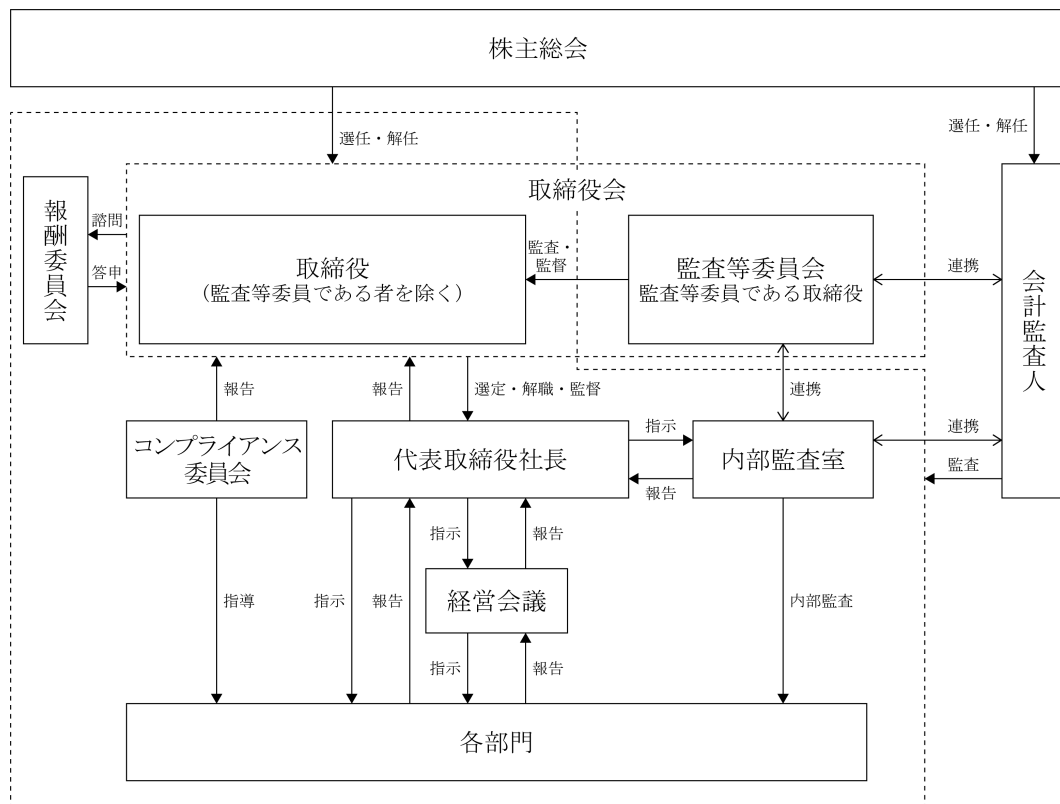 株主総会
選任・解任
選任・解任
取締役会
報酬委員会
諮問
答申
取締役
（監査等委員である者を除く）
監査・
監督
監査等委員会
監査等委員である取締役
連携
会計監査人
報告
報告
選定・解職・監督
連携
コンプライアンス
委員会
代表取締役社長
指示
報告
内部監査室
連携
監査
指示
報告
指導
指示
報告
経営会議
内部監査
指示
報告
各部門